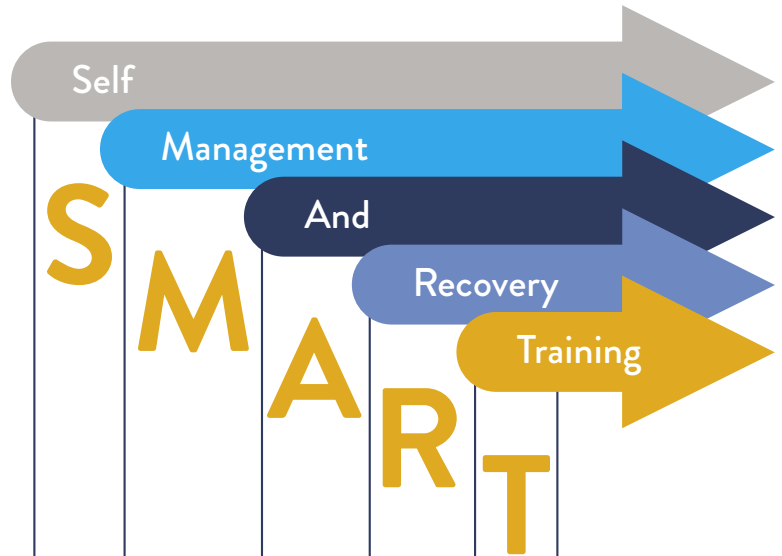 Self
Management
And
Recovery
Training
S
M
A
R
T